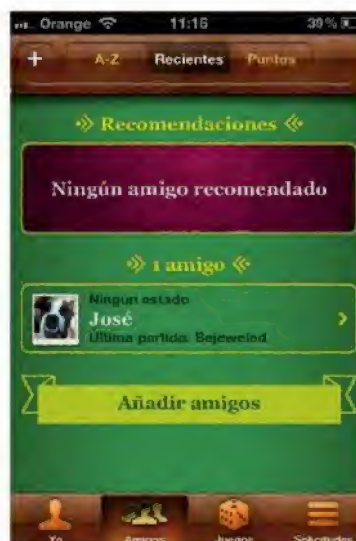 Orange 11:16 39 %
+ A-Z Recientes Puntos
Recomendaciones
Ningún amigo recomendado
1 amigo
Ningún estado
José
Última partida: Bejeweled
Añadir amigos
Yo Amigos Juegos Solicitudes